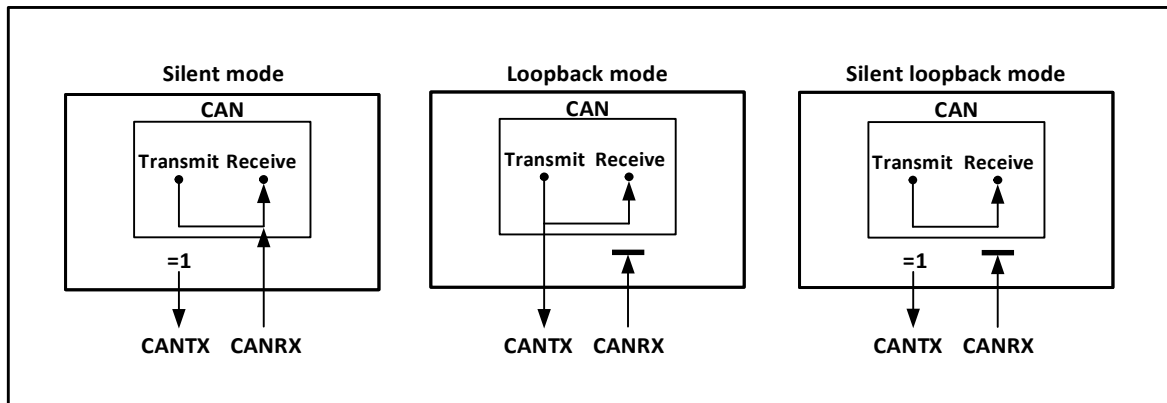 Silent mode
CAN
Transmit Receive
=1
CANTX CANRX
Loopback mode
CAN
Transmit Receive
CANTX CANRX
Silent loopback mode
CAN
Transmit Receive
=1
CANTX CANRX